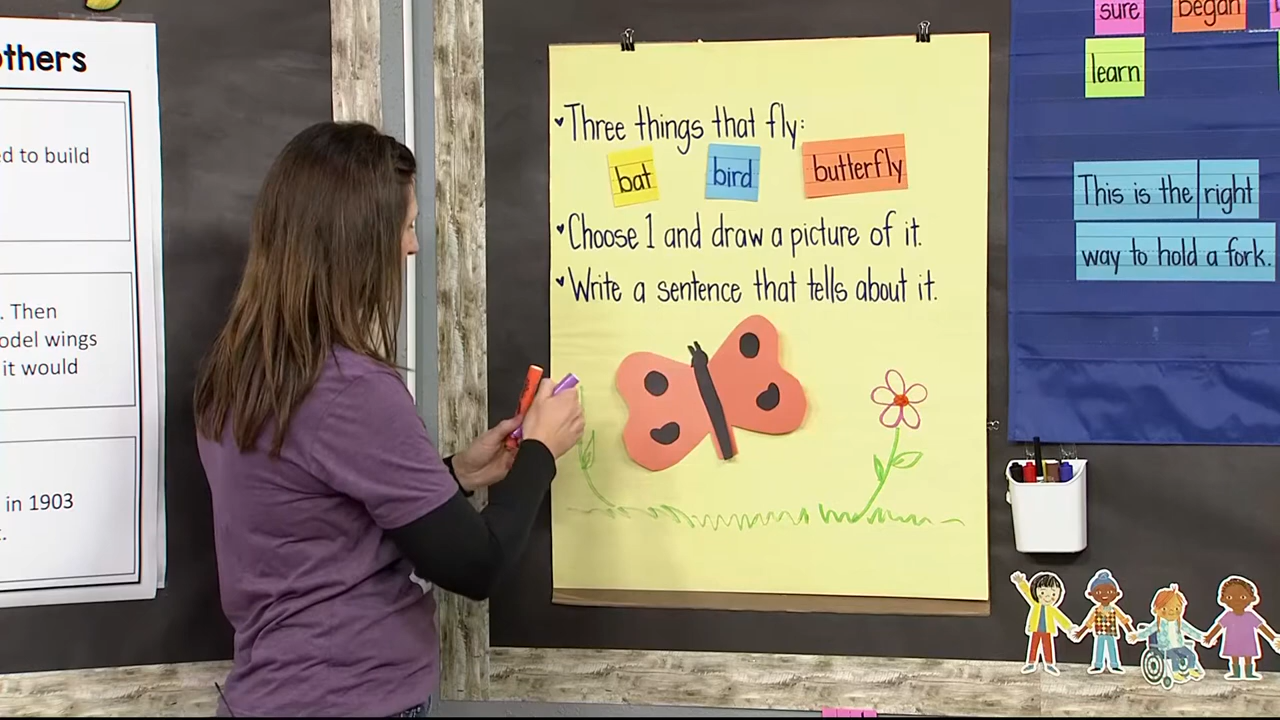 others
ed to build
. Then
odel wings
it would
in 1903
♥Three things that fly:
bat bird butterfly
♥Choose 1 and draw a picture of it.
♥Write a sentence that tells about it.
sure began
learn
This is the right
way to hold a fork.